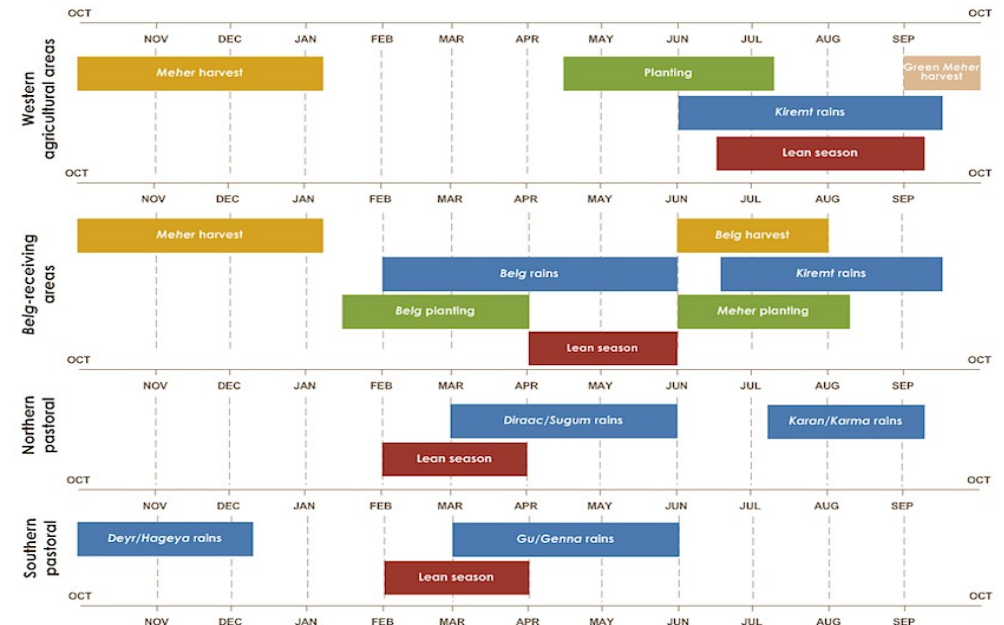 OCT OCT
NOV DEC JAN FEB MAR APR MAY JUN JUL AUG SEP
Western
agricultural areas
Meher harvest
Planting
Green Meher
harvest
Kiremt rains
Lean season
OCT OCT
NOV DEC JAN FEB MAR APR MAY JUN JUL AUG SEP
Belg-receiving
areas
Meher harvest
Belg harvest
Belg rains
Kiremt rains
Belg planting
Meher planting
Lean season
OCT OCT
NOV DEC JAN FEB MAR APR MAY JUN JUL AUG SEP
Northern
pastoral
Diraac/Sugum rains
Karan/Karma rains
Lean season
OCT OCT
NOV DEC JAN FEB MAR APR MAY JUN JUL AUG SEP
Southern
pastoral
Deyr/Hageya rains
Gu/Genna rains
Lean season
OCT OCT
NOV DEC JAN FEB MAR APR MAY JUN JUL AUG SEP